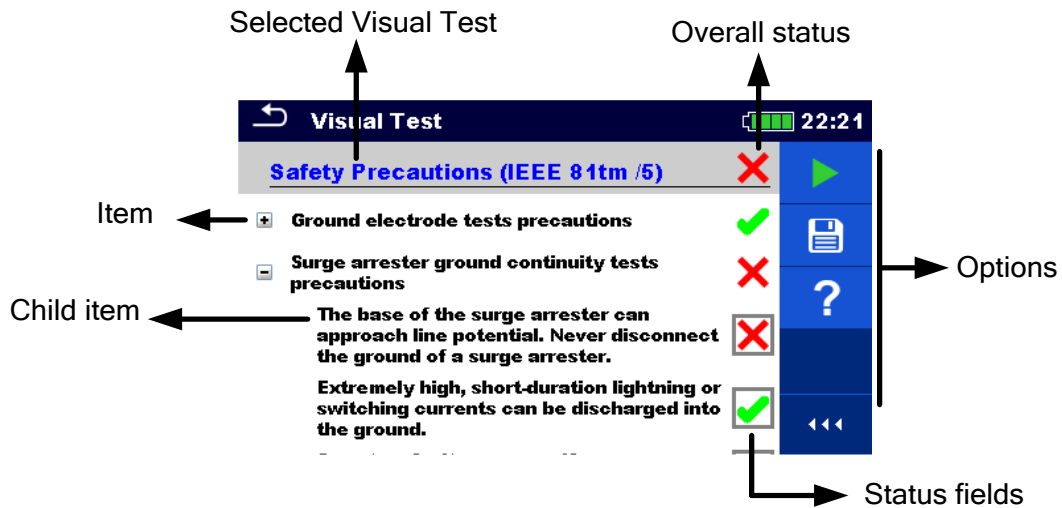 Selected Visual Test
Overall status
Visual Test
22:21
Safety Precautions (IEEE 81tm /5)
Item
Ground electrode tests precautions
Surge arrester ground continuity tests
precautions
Options
Child item
The base of the surge arrester can
approach line potential. Never disconnect
the ground of a surge arrester.
?
Extremely high, short-duration lightning or
switching currents can be discharged into
the ground.
Status fields